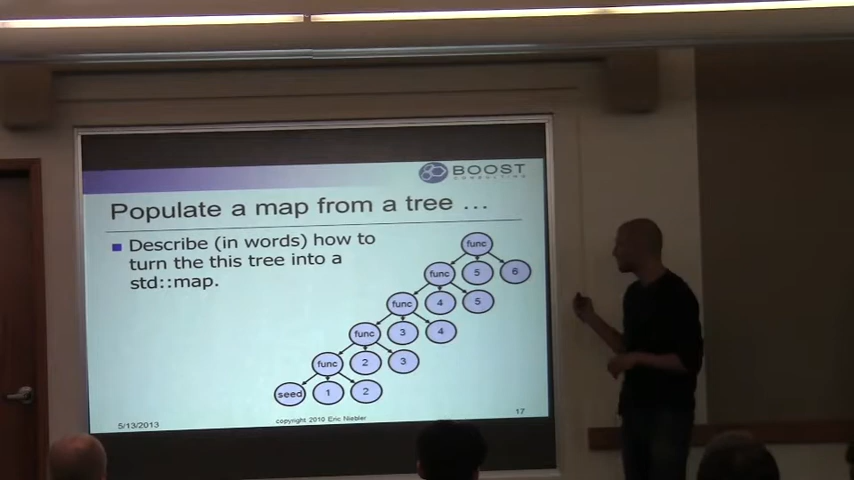 BOOST
CONSULTING
Populate a map from a tree ...
Describe (in words) how to
turn the this tree into a
std::map.
func
func 5 6
func 4 5
func 3 4
func 2 3
seed 1 2
5/13/2013
copyright 2010 Eric Niebler
17